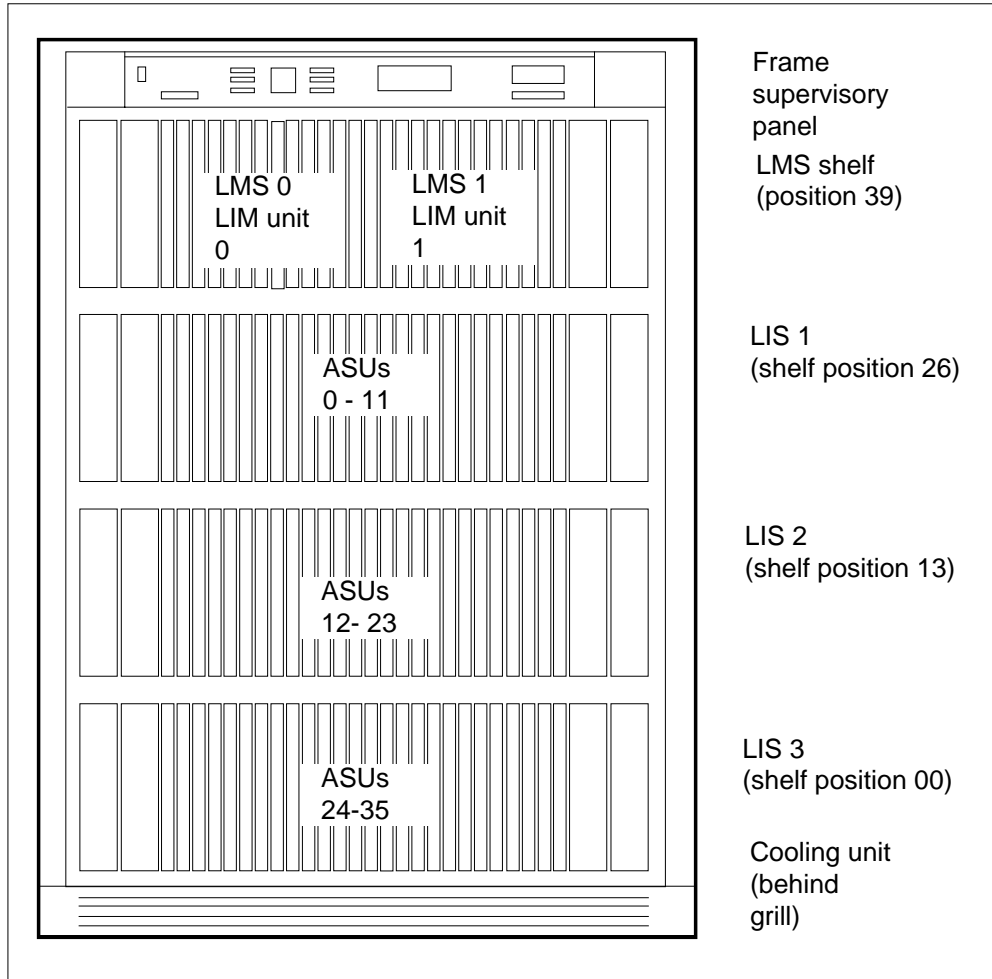 Frame
supervisory
panel
LMS shelf
(position 39)
LMS 0
LIM unit
0
LMS 1
LIM unit
1
LIS 1
(shelf position 26)
ASUs
0 - 11
LIS 2
(shelf position 13)
ASUs
12- 23
LIS 3
(shelf position 00)
ASUs
24-35
Cooling unit
(behind
grill)